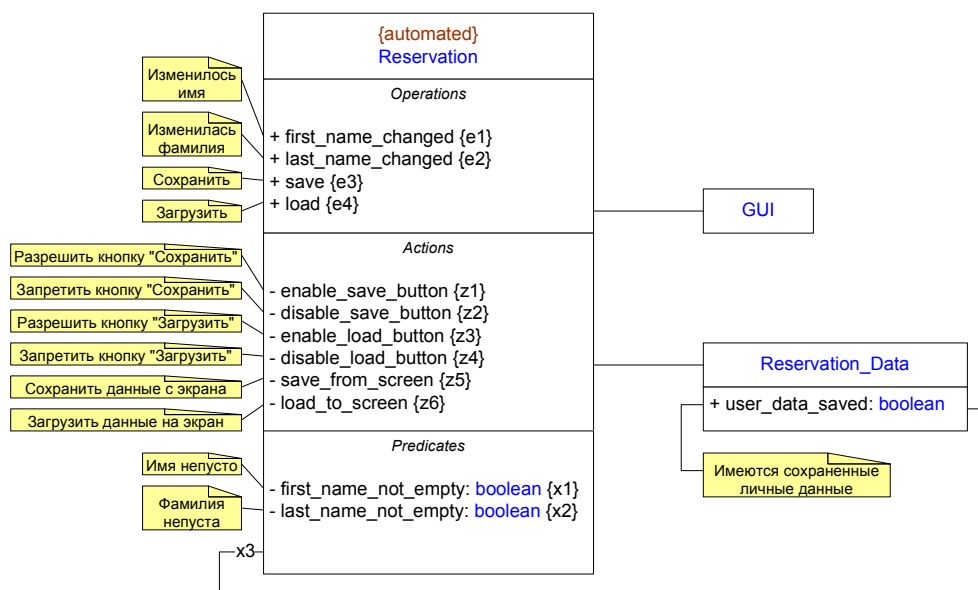 {automated}
Reservation
Operations
Изменилось
имя
+ first_name_changed {e1}
Изменилась
фамилия
+ last_name_changed {e2}
Сохранить
+ save {e3}
Загрузить
+ load {e4}
GUI
Actions
Разрешить кнопку "Сохранить"
- enable_save_button {z1}
Запретить кнопку "Сохранить"
- disable_save_button {z2}
Разрешить кнопку "Загрузить"
- enable_load_button {z3}
Запретить кнопку "Загрузить"
- disable_load_button {z4}
Сохранить данные с экрана
- save_from_screen {z5}
Загрузить данные на экран
- load_to_screen {z6}
Reservation_Data
+ user_data_saved: boolean
Имеются сохраненные
личные данные
Predicates
Имя непусто
- first_name_not_empty: boolean {x1}
Фамилия
непуста
- last_name_not_empty: boolean {x2}
x3